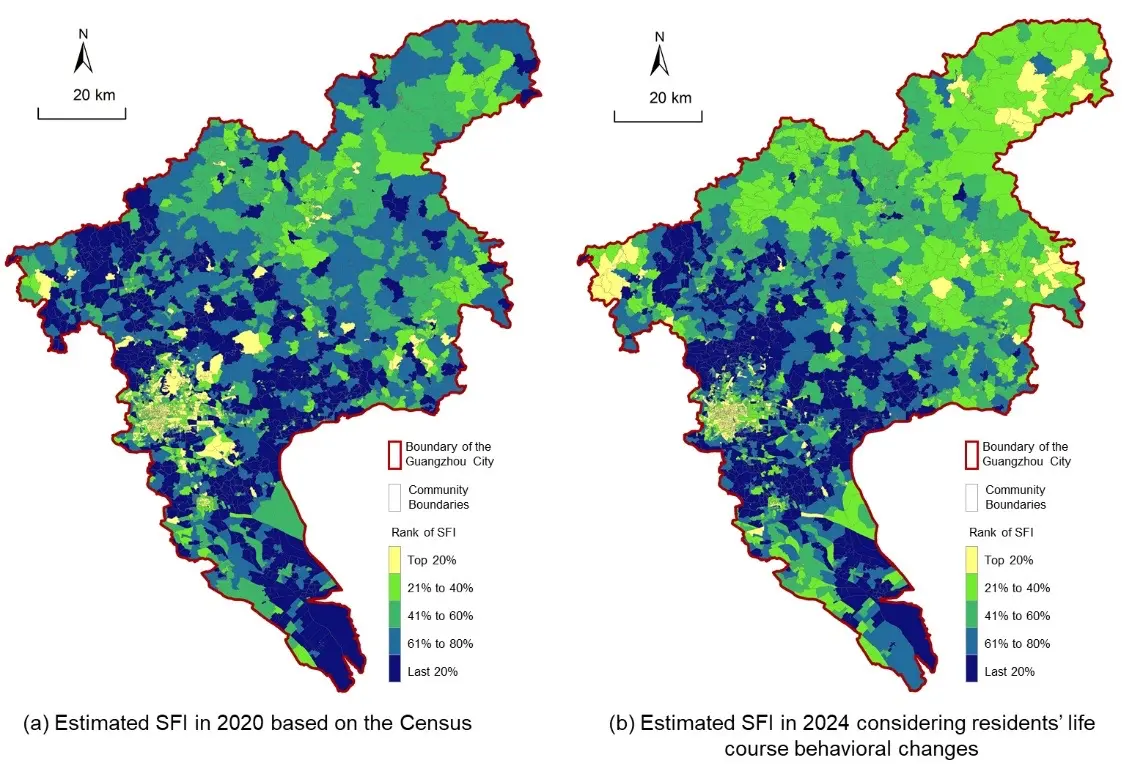 N
20 km
Boundary of the
Guangzhou City
Community
Boundaries
Rank of SFI
Top 20%
21% to 40%
41% to 60%
61% to 80%
Last 20%
(a) Estimated SFI in 2020 based on the Census
N
20 km
Boundary of the
Guangzhou City
Community
Boundaries
Rank of SFI
Top 20%
21% to 40%
41% to 60%
61% to 80%
Last 20%
(b) Estimated SFI in 2024 considering residents’ life
course behavioral changes